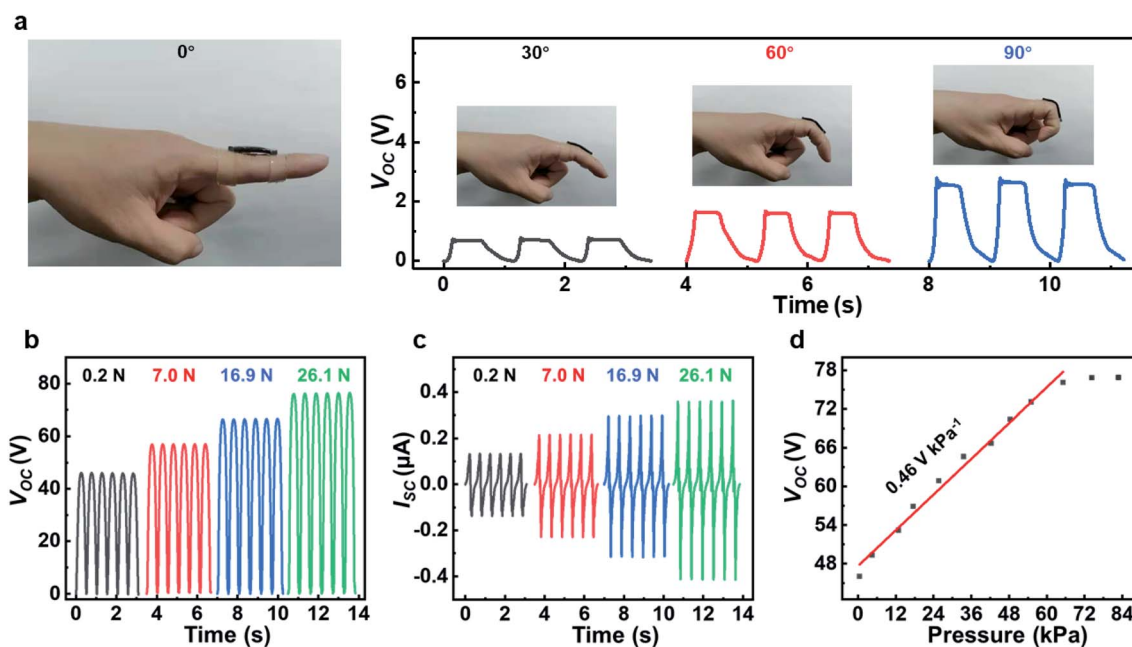 a
0°
30°
60°
90°
V_OC (V)
6
4
2
0
0 2 4 6 8 10
Time (s)
b
0.2 N 7.0 N 16.9 N 26.1 N
V_OC (V)
80
60
40
20
0
0 2 4 6 8 10 12 14
Time (s)
c
0.2 N 7.0 N 16.9 N 26.1 N
I_SC (μA)
0.4
0.2
0.0
-0.2
-0.4
0 2 4 6 8 10 12 14
Time (s)
d
0.46 V kPa⁻¹
V_OC (V)
78
72
66
60
54
48
0 12 24 36 48 60 72 84
Pressure (kPa)